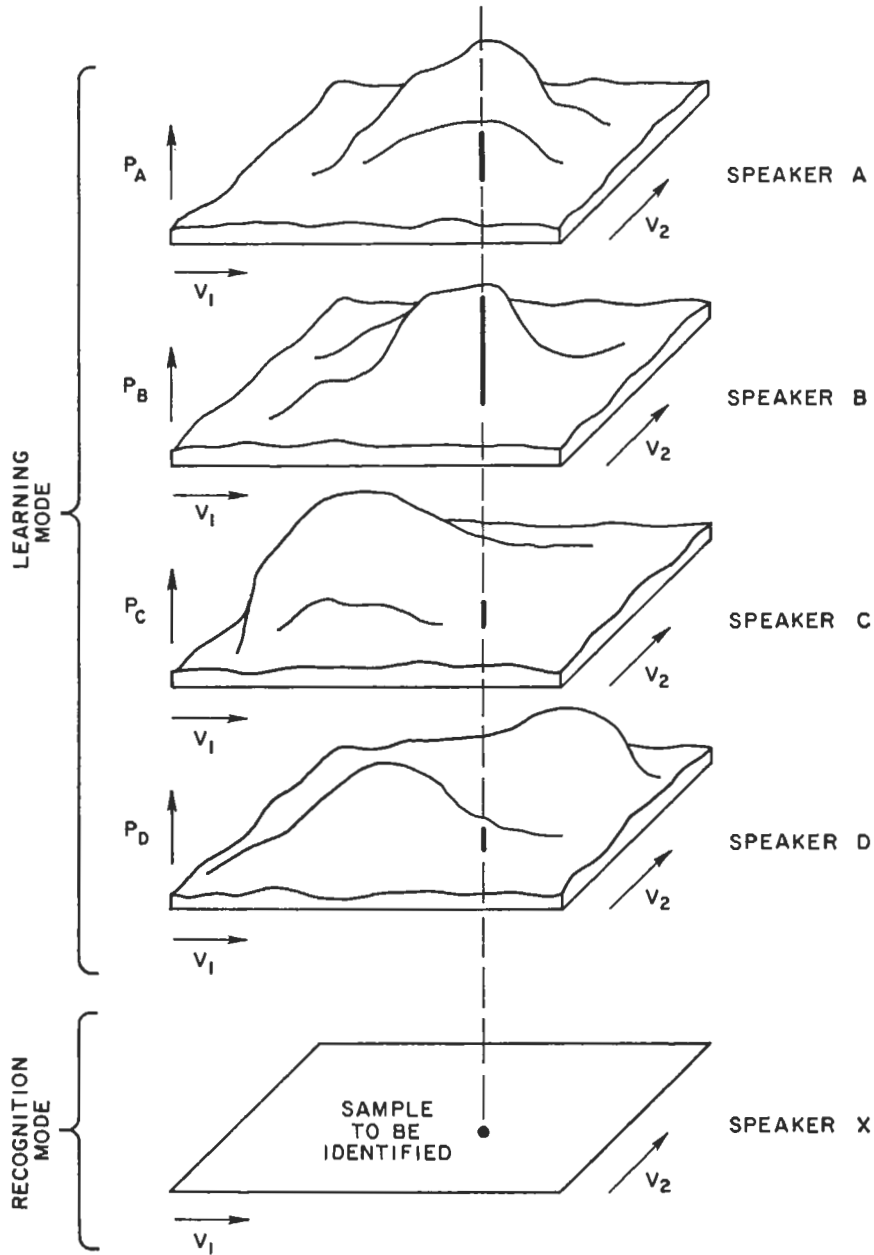 LEARNING
MODE
P_A
SPEAKER A
V_2
V_1
P_B
SPEAKER B
V_2
V_1
P_C
SPEAKER C
V_2
V_1
P_D
SPEAKER D
V_2
V_1
RECOGNITION
MODE
SAMPLE
TO BE
IDENTIFIED
SPEAKER X
V_2
V_1